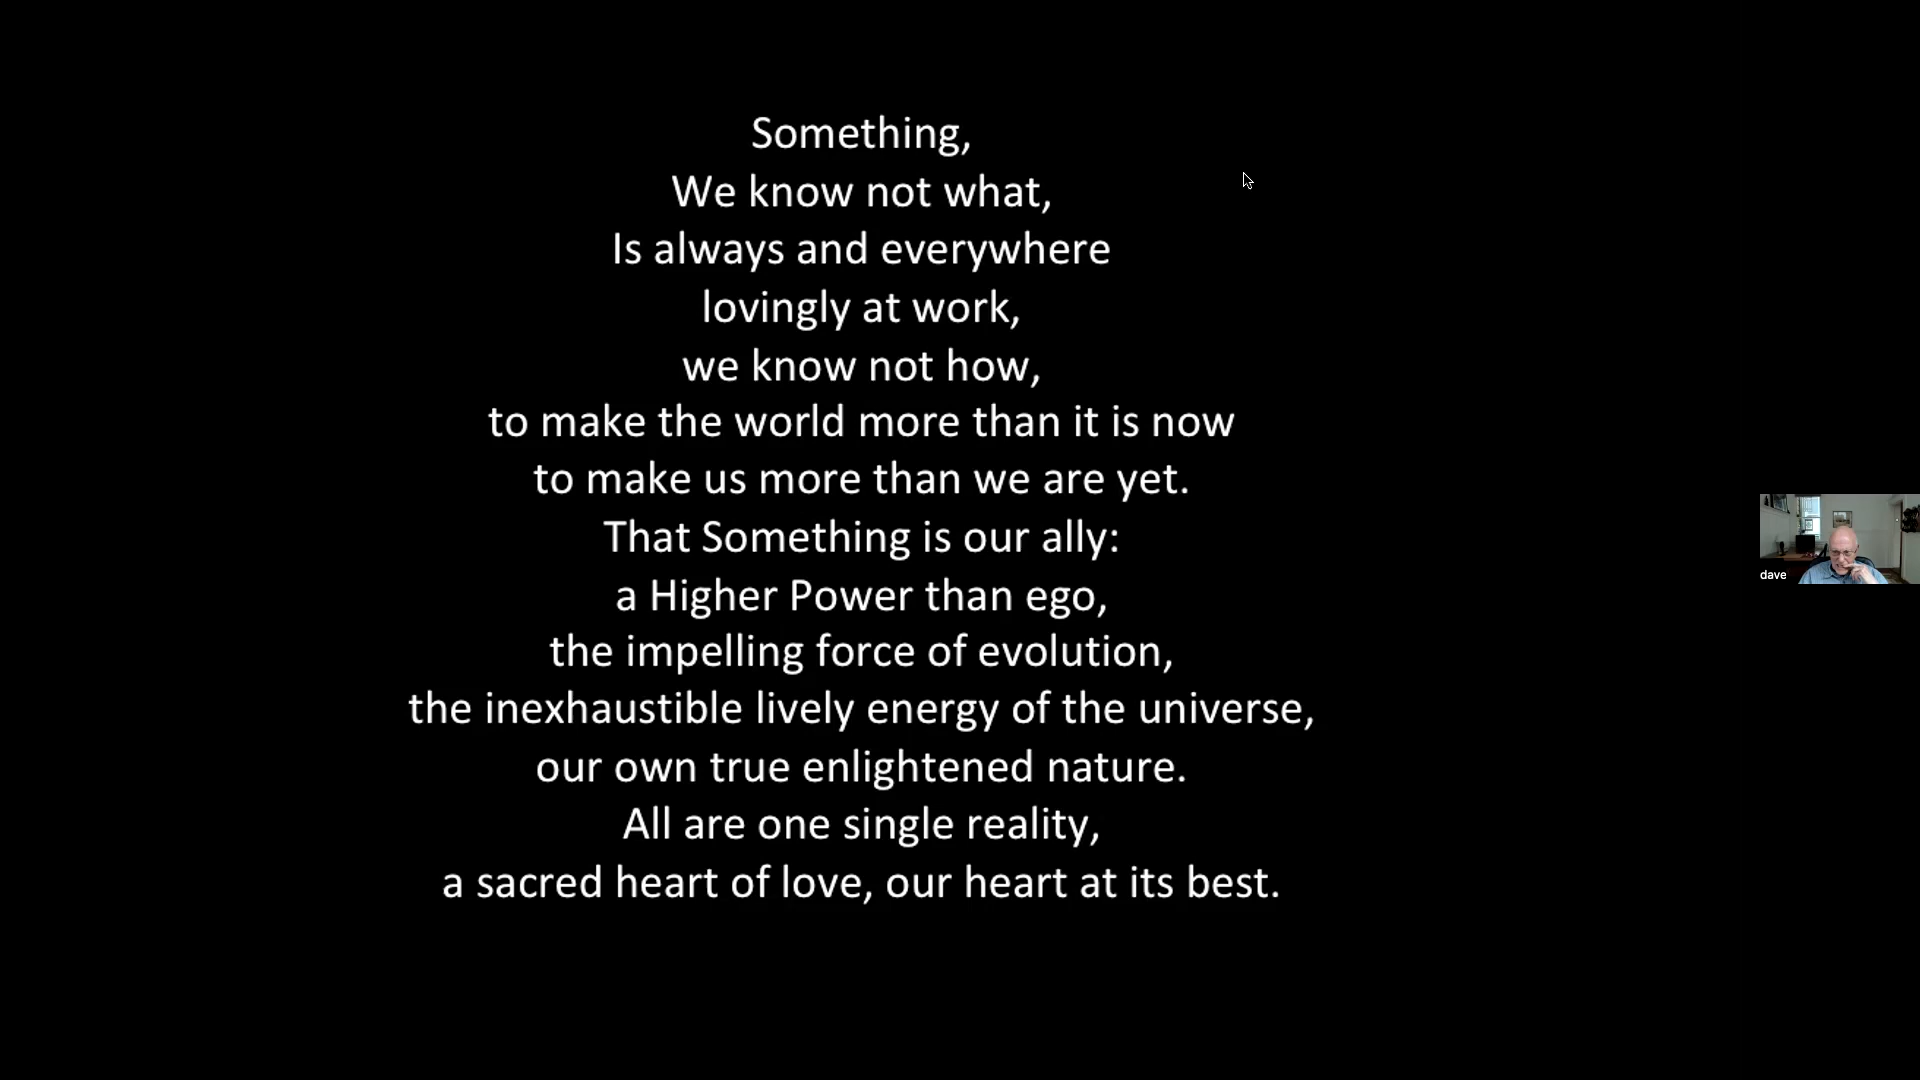 Something,
We know not what,
Is always and everywhere
lovingly at work,
we know not how,
to make the world more than it is now
to make us more than we are yet.
That Something is our ally:
a Higher Power than ego,
the impelling force of evolution,
the inexhaustible lively energy of the universe,
our own true enlightened nature.
All are one single reality,
a sacred heart of love, our heart at its best.
dave